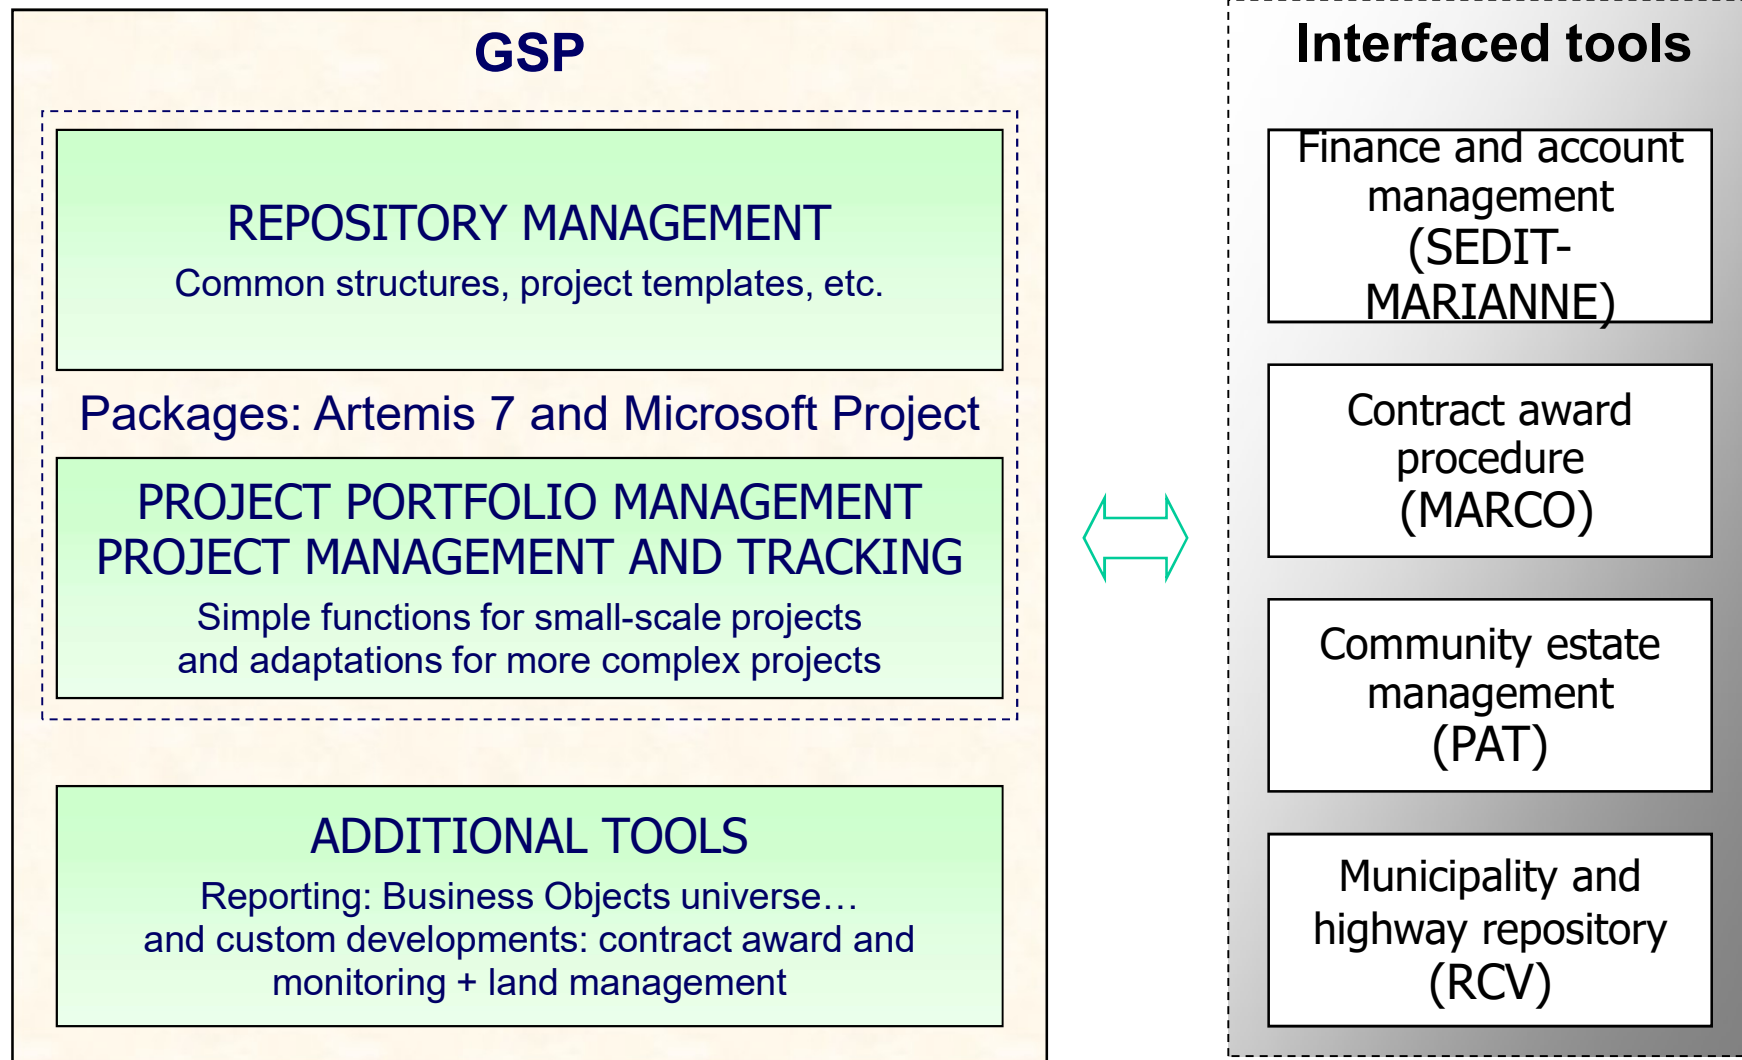 GSP
REPOSITORY MANAGEMENT
Common structures, project templates, etc.
Packages: Artemis 7 and Microsoft Project
PROJECT PORTFOLIO MANAGEMENT
PROJECT MANAGEMENT AND TRACKING
Simple functions for small-scale projects
and adaptations for more complex projects
ADDITIONAL TOOLS
Reporting: Business Objects universe…
and custom developments: contract award and
monitoring + land management
Interfaced tools
Finance and account
management
(SEDIT-
MARIANNE)
Contract award
procedure
(MARCO)
Community estate
management
(PAT)
Municipality and
highway repository
(RCV)